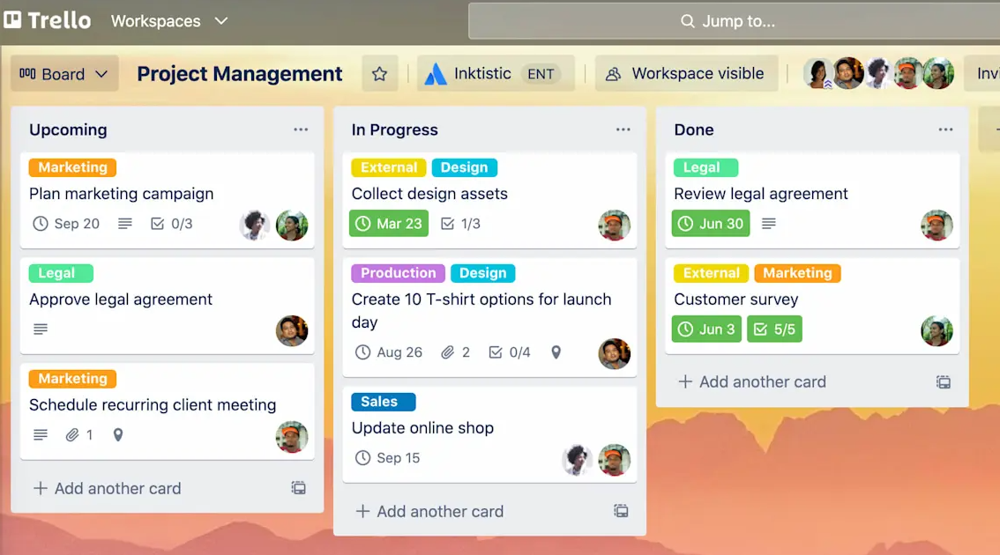 Trello Workspaces Jump to...
Board Project Management Inktistic ENT Workspace visible Invi
Upcoming
Marketing
Plan marketing campaign
Sep 20 0/3
Legal
Approve legal agreement
Marketing
Schedule recurring client meeting
1
Add another card
In Progress
External Design
Collect design assets
Mar 23 1/3
Production Design
Create 10 T-shirt options for launch
day
Aug 26 2 0/4
Sales
Update online shop
Sep 15
Add another card
Done
Legal
Review legal agreement
Jun 30
External Marketing
Customer survey
Jun 3 5/5
Add another card